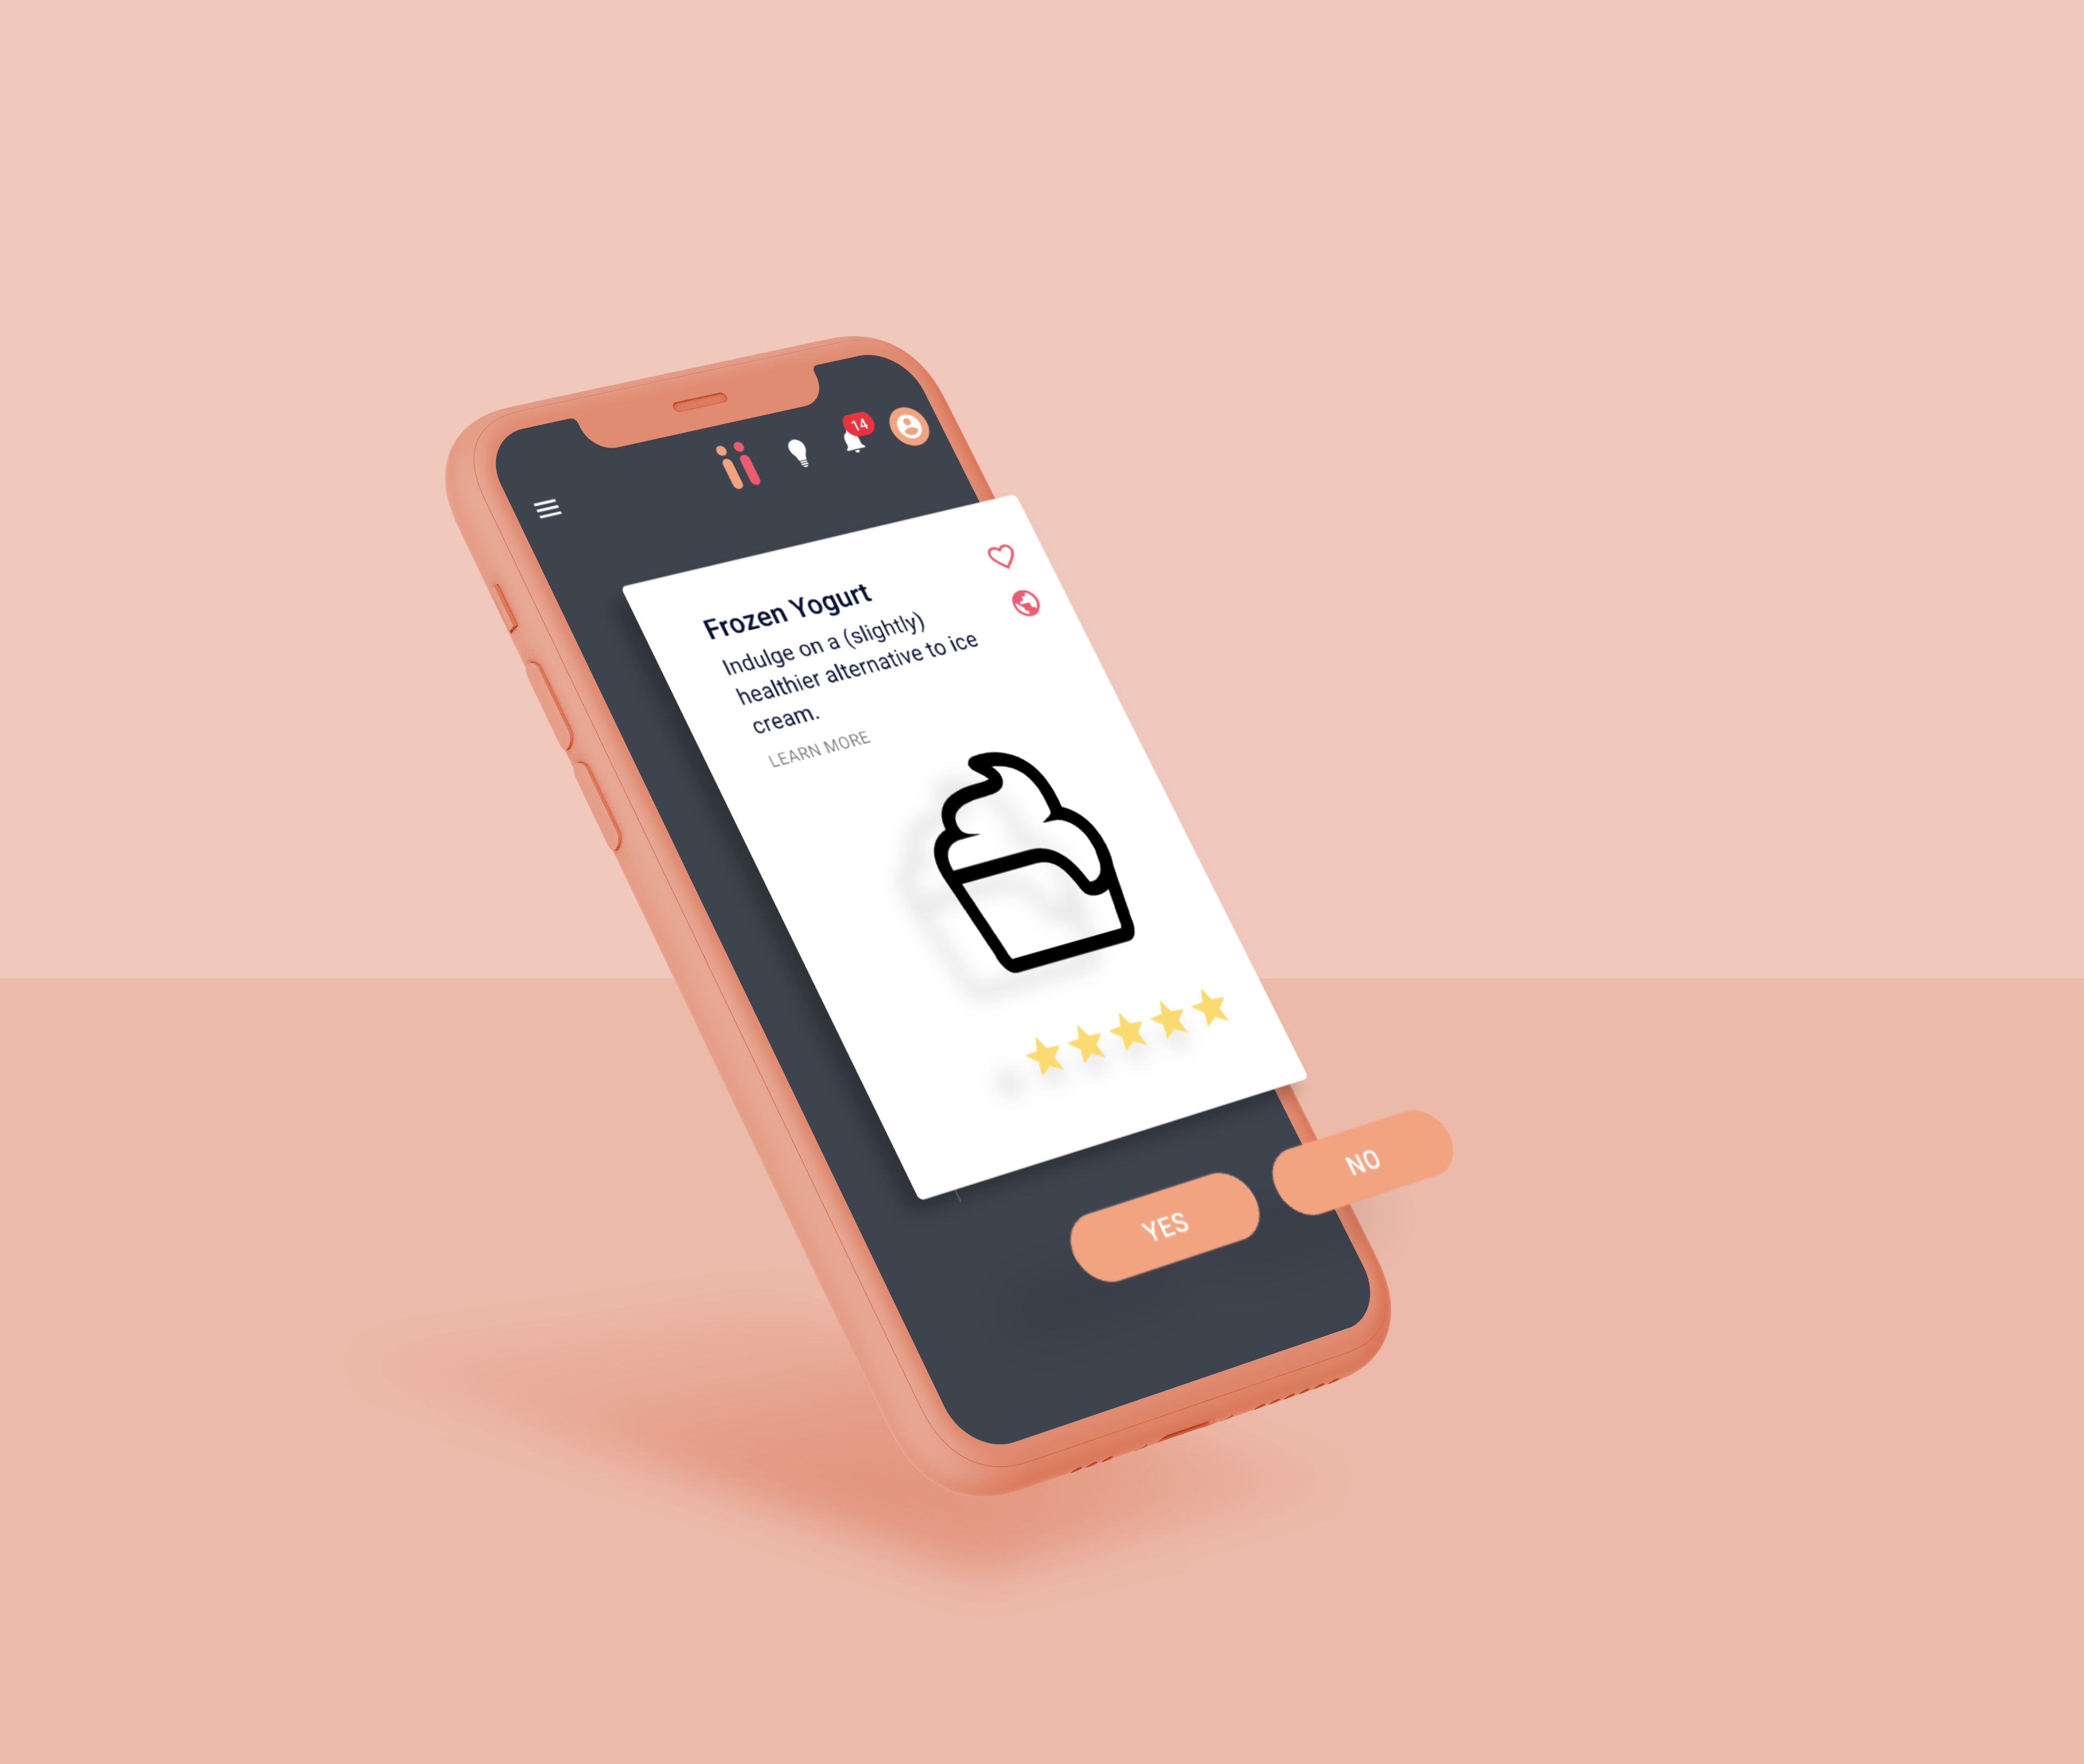 14
Frozen Yogurt
Indulge on a (slightly)
healthier alternative to ice
cream.
LEARN MORE
YES
NO